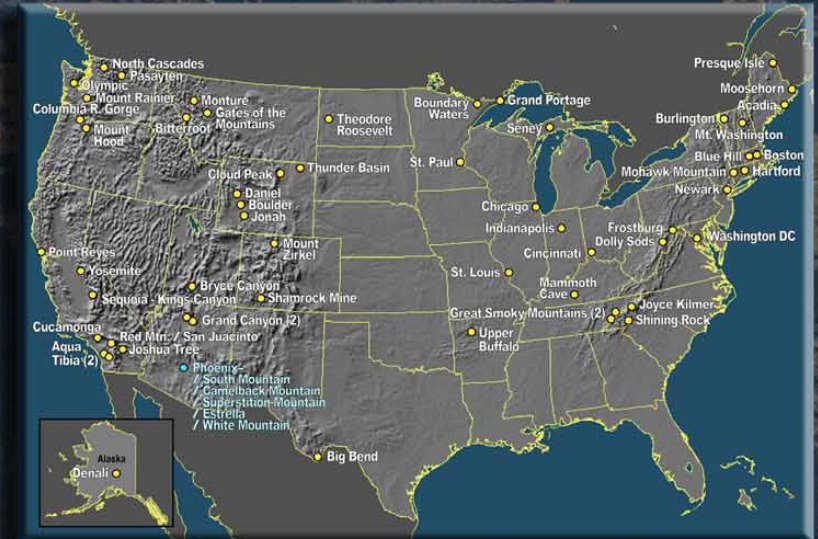 North Cascades
Pasayten
Olympic
Mount Rainier
Columbia R. Gorge
Mount
Hood
Monture
Gates of the
Mountains
Bitterroot
Theodore
Roosevelt
Boundary
Waters
Grand Portage
Seney
Presque Isle
Moosehorn
Acadia
Burlington
Mt. Washington
Blue Hill
Boston
Mohawk Mountain
Hartford
Newark
St. Paul
Cloud Peak
Thunder Basin
Daniel
Boulder
Jonah
Chicago
Indianapolis
Cincinnati
Frostburg
Dolly Sods
Washington DC
Mount
Zirkel
Point Reyes
Yosemite
Sequoia - Kings Canyon
Bryce Canyon
Shamrock Mine
St. Louis
Mammoth
Cave
Great Smoky Mountains (2)
Joyce Kilmer
Shining Rock
Grand Canyon (2)
Cucamonga
Red Mtn. / San Jacinto
Aqua
Tibia (2)
Joshua Tree
Upper
Buffalo
Phoenix-
/ South Mountain
/ Camelback Mountain
/ Superstition Mountain
/ Estrella
/ White Mountain
Big Bend
Alaska
Denali